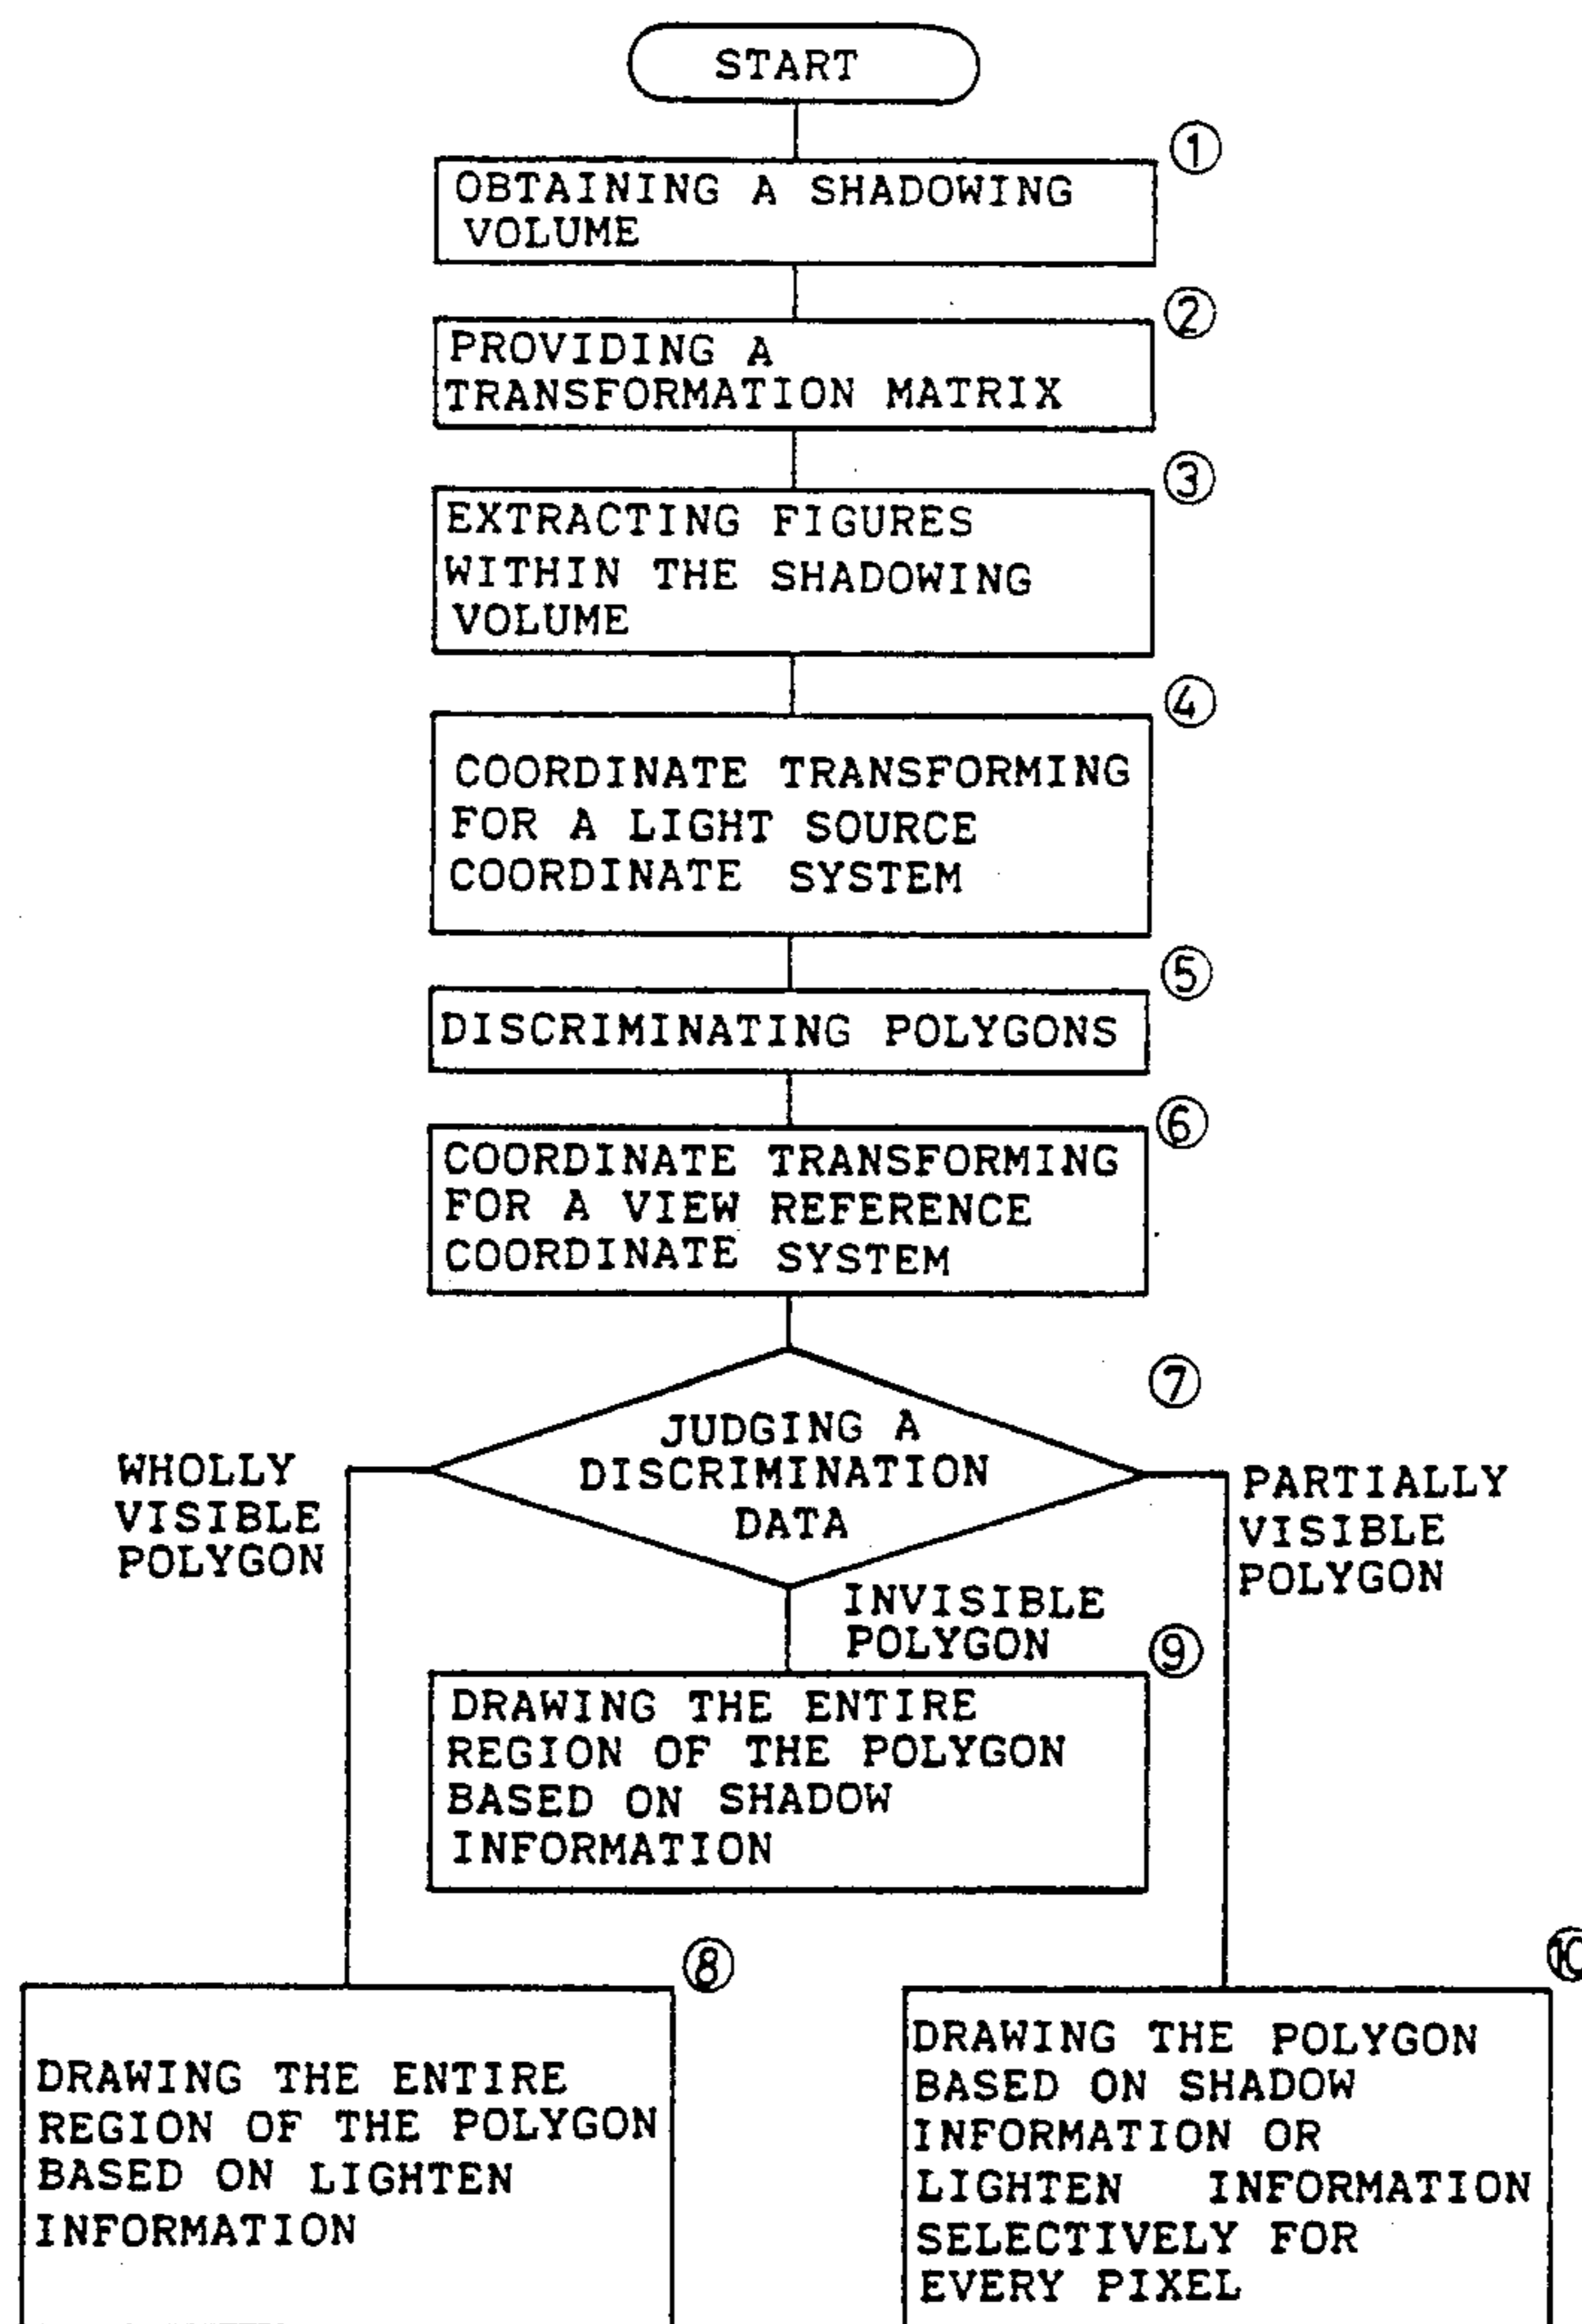 START
①
OBTAINING A SHADOWING
VOLUME
②
PROVIDING A
TRANSFORMATION MATRIX
③
EXTRACTING FIGURES
WITHIN THE SHADOWING
VOLUME
④
COORDINATE TRANSFORMING
FOR A LIGHT SOURCE
COORDINATE SYSTEM
⑤
DISCRIMINATING POLYGONS
⑥
COORDINATE TRANSFORMING
FOR A VIEW REFERENCE
COORDINATE SYSTEM
⑦
JUDGING A
DISCRIMINATION
DATA
WHOLLY
VISIBLE
POLYGON
PARTIALLY
VISIBLE
POLYGON
INVISIBLE
POLYGON
⑨
DRAWING THE ENTIRE
REGION OF THE POLYGON
BASED ON SHADOW
INFORMATION
⑧
DRAWING THE ENTIRE
REGION OF THE POLYGON
BASED ON LIGHTEN
INFORMATION
⑩
DRAWING THE POLYGON
BASED ON SHADOW
INFORMATION OR
LIGHTEN INFORMATION
SELECTIVELY FOR
EVERY PIXEL